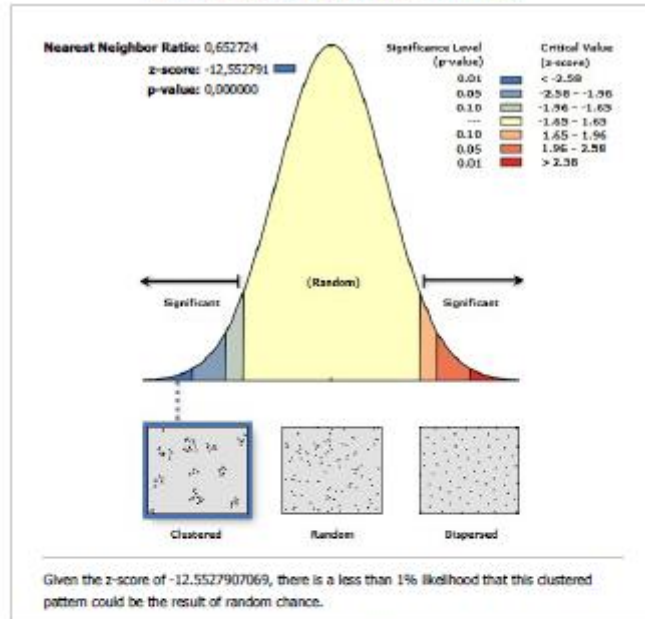 Nearest Neighbor Ratio: 0,652724
z-score: -12,552791
p-value: 0,000000
Significance Level
(p-value)
Critical Value
(z-score)
0.01 < -2.58
0.05 -2.58 - -1.96
0.10 -1.96 - -1.65
--- -1.65 - 1.65
0.10 1.65 - 1.96
0.05 1.96 - 2.58
0.01 > 2.58
Significant
(Random)
Significant
Clustered
Random
Dispersed
Given the z-score of -12.5527907069, there is a less than 1% likelihood that this clustered
pattern could be the result of random chance.